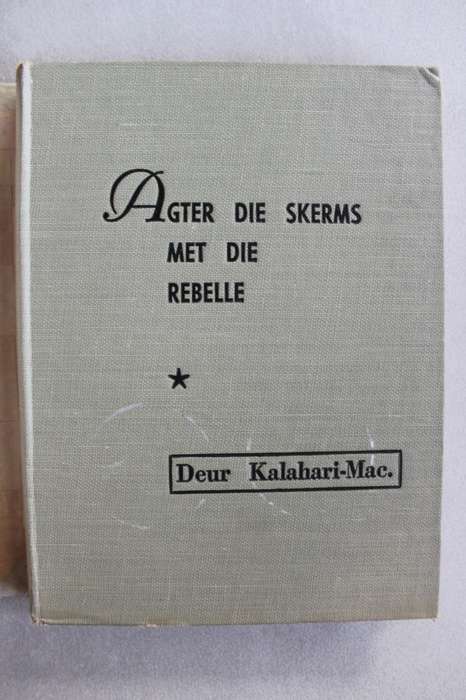 AGTER DIE SKERMS
MET DIE
REBELLE
Deur Kalahari-Mac.